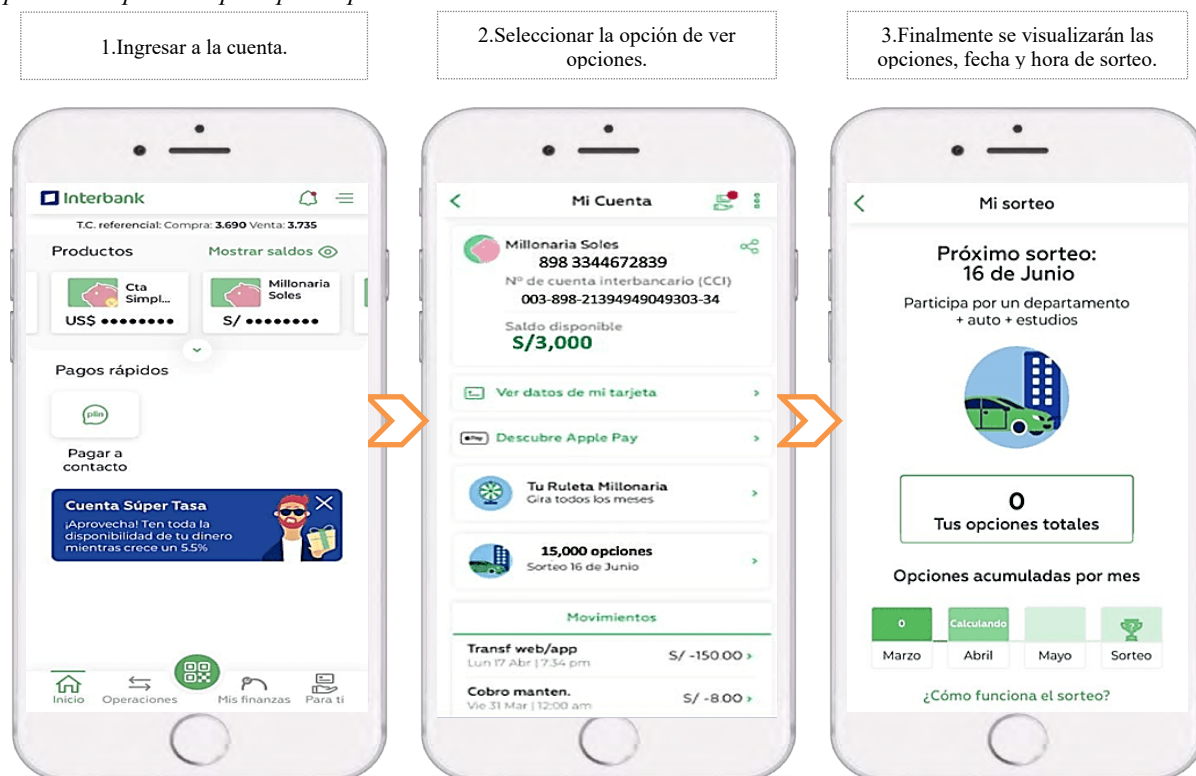 1.Ingresar a la cuenta.
2.Seleccionar la opción de ver
opciones.
3.Finalmente se visualizarán las
opciones, fecha y hora de sorteo.
Interbank
T.C. referencial: Compra: 3.690 Venta: 3.735
Productos
Mostrar saldos
Cta
Simpl...
US$ ••••••••
Millonaria
Soles
S/ ••••••••
Pagos rápidos
plin
Pagar a
contacto
Cuenta Súper Tasa
¡Aprovecha! Ten toda la
disponibilidad de tu dinero
mientras crece un 5.5%
Inicio
Operaciones
Mis finanzas
Para ti
Mi Cuenta
Millonaria Soles
898 3344672839
Nº de cuenta interbancario (CCI)
003-898-21394949049303-34
Saldo disponible
S/3,000
Ver datos de mi tarjeta
Descubre Apple Pay
Tu Ruleta Millonaria
Gira todos los meses
15,000 opciones
Sorteo 16 de Junio
Movimientos
Transf web/app
Lun 17 Abr | 7:34 pm
S/ -150.00
Cobro manten.
Vie 31 Mar | 12:00 am
S/ -8.00
Mi sorteo
Próximo sorteo:
16 de Junio
Participa por un departamento
+ auto + estudios
0
Tus opciones totales
Opciones acumuladas por mes
0
Calculando
Marzo
Abril
Mayo
Sorteo
¿Cómo funciona el sorteo?